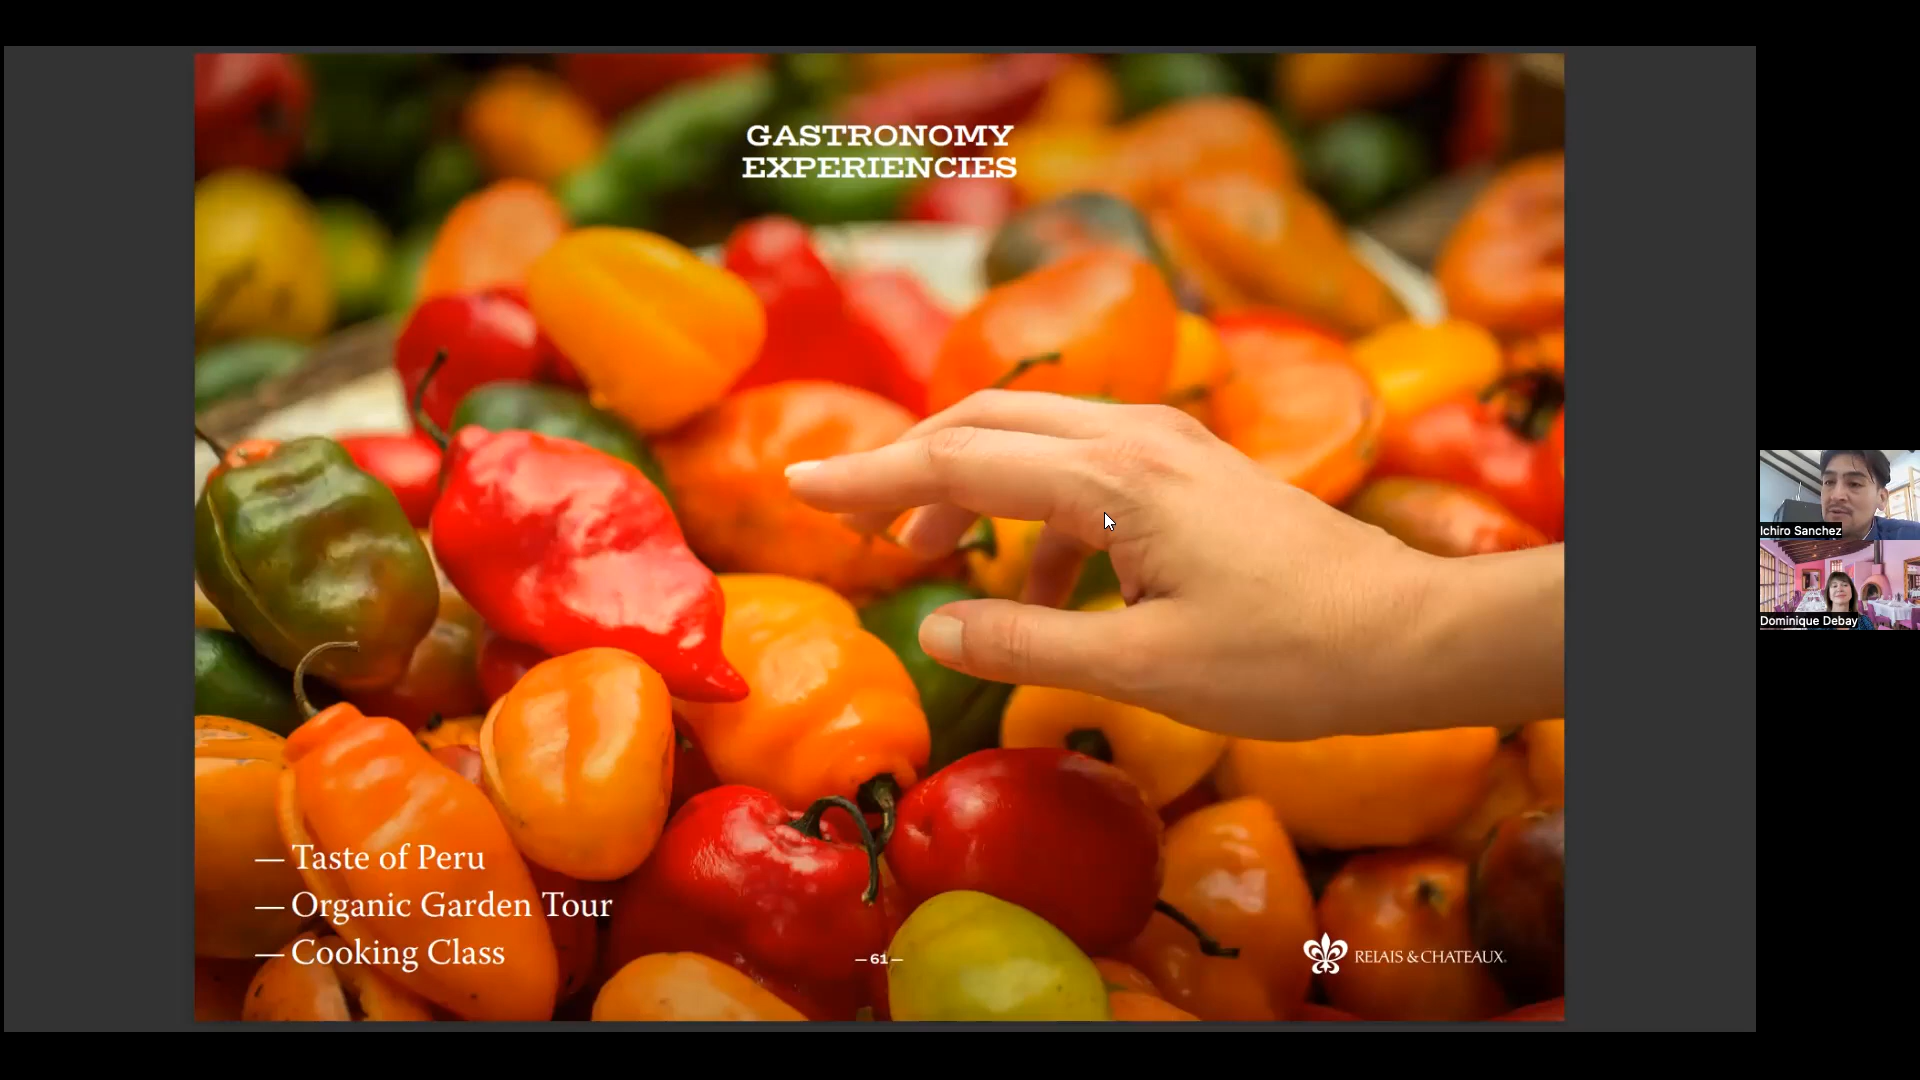 GASTRONOMY
EXPERIENCIES
Ichiro Sanchez
Dominique Debay
— Taste of Peru
— Organic Garden Tour
— Cooking Class
— 61 —
RELAIS & CHATEAUX